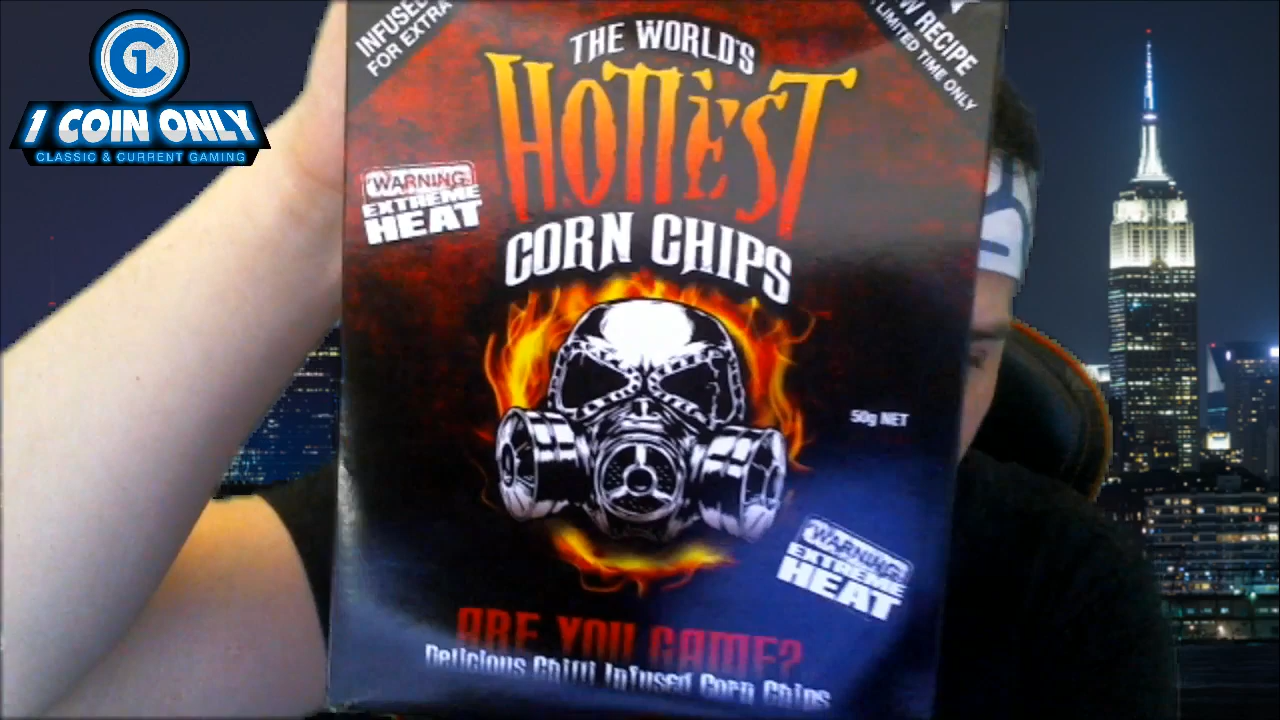 1 COIN ONLY
CLASSIC & CURRENT GAMING
INFUSED
FOR EXTRA
W RECIPE
LIMITED TIME ONLY
THE WORLD'S
HOTTEST
CORN CHIPS
WARNING
EXTREME
HEAT
50g NET
WARNING
EXTREME
HEAT
ARE YOU GAME?
Delicious Chilli Infused Corn Chips